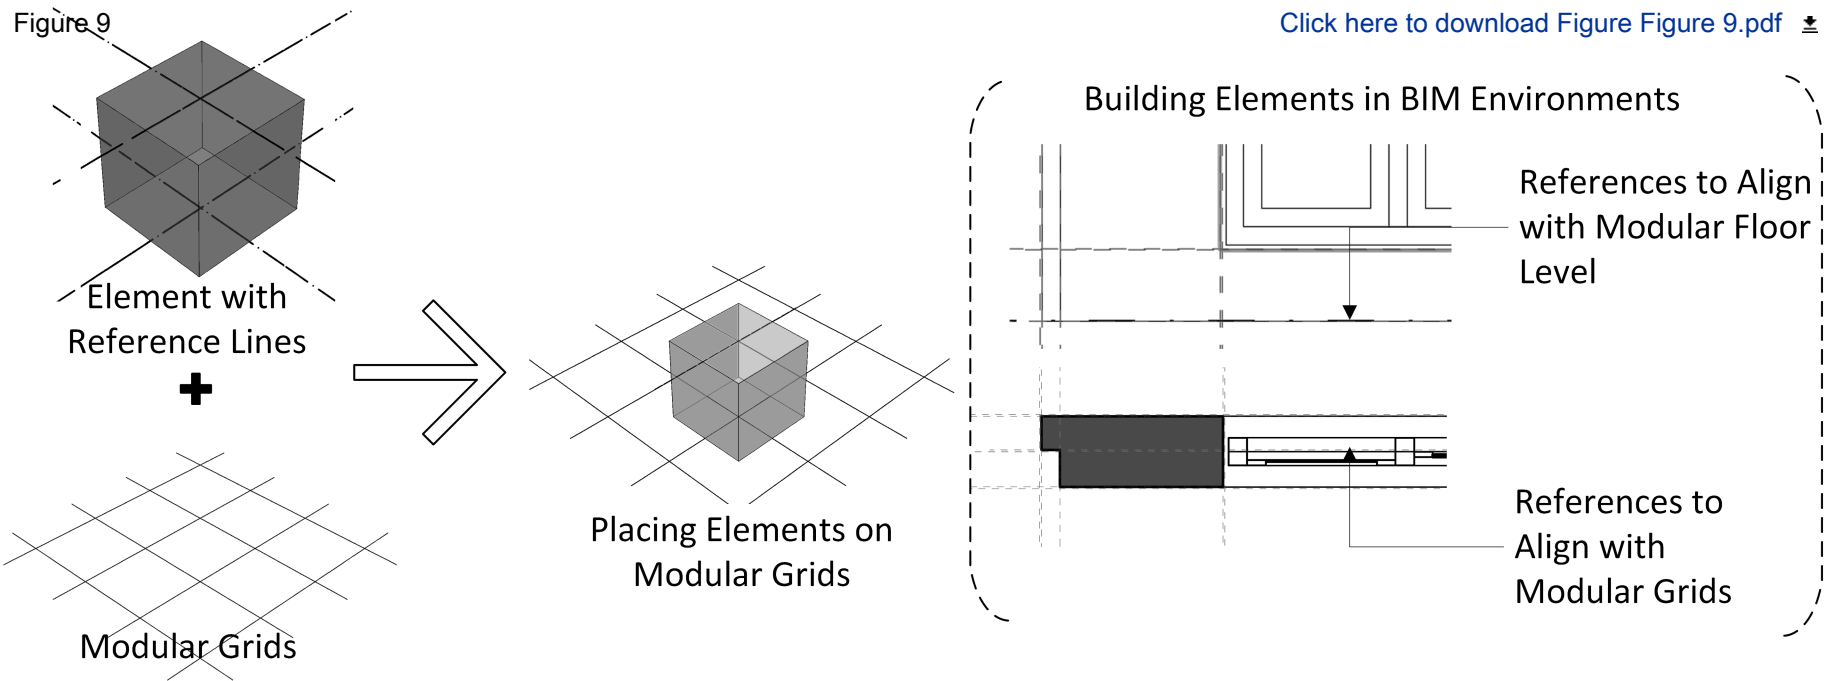 Figure 9
Click here to download Figure Figure 9.pdf
Element with
Reference Lines
Modular Grids
Placing Elements on
Modular Grids
Building Elements in BIM Environments
References to Align
with Modular Floor
Level
References to
Align with
Modular Grids